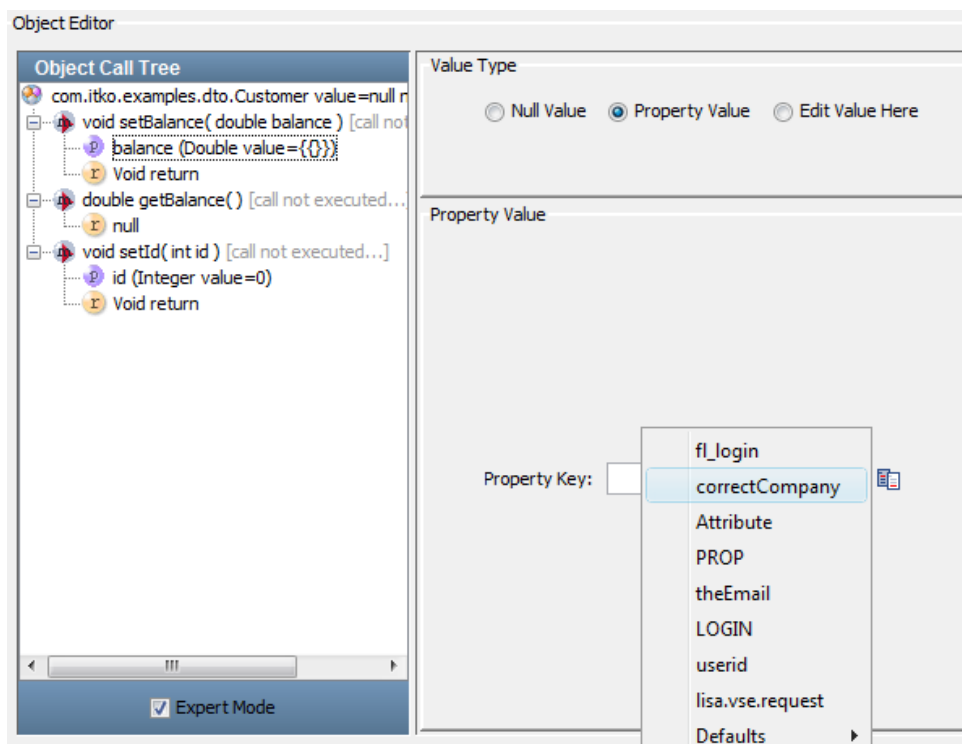 Object Editor
Object Call Tree
com.itko.examples.dto.Customer value=null
void setBalance( double balance ) [call not
balance (Double value={{}})
r Void return
double getBalance( ) [call not executed...]
r null
void setId( int id ) [call not executed...]
P id (Integer value=0)
r Void return
Expert Mode
Value Type
Null Value Property Value Edit Value Here
Property Value
Property Key:
fl_login
correctCompany
Attribute
PROP
theEmail
LOGIN
userid
lisa.vse.request
Defaults